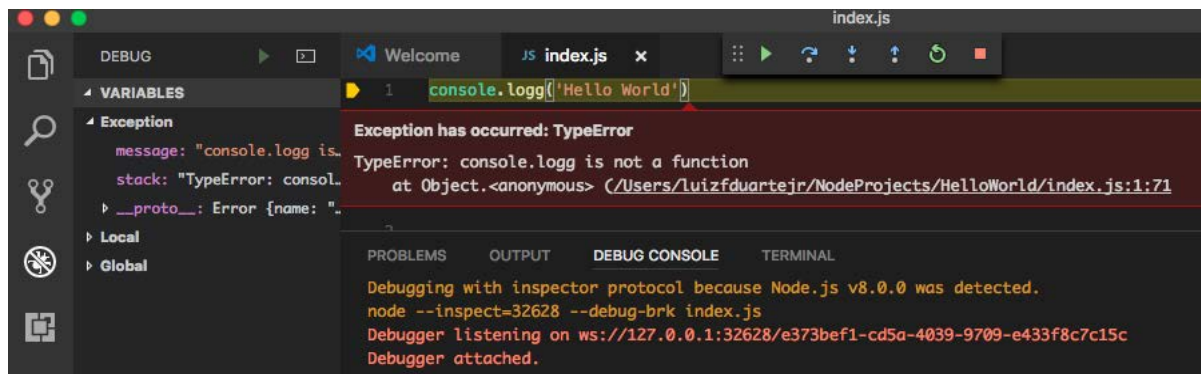 index.js
DEBUG
Welcome
JS index.js x
VARIABLES
1 console.logg('Hello World')
Exception
message: "console.logg is…
stack: "TypeError: consol…
__proto__: Error {name: "…
Local
Global
Exception has occurred: TypeError
TypeError: console.logg is not a function
at Object.<anonymous> (/Users/luizfduartejr/NodeProjects/HelloWorld/index.js:1:71
PROBLEMS OUTPUT DEBUG CONSOLE TERMINAL
Debugging with inspector protocol because Node.js v8.0.0 was detected.
node --inspect=32628 --debug-brk index.js
Debugger listening on ws://127.0.0.1:32628/e373bef1-cd5a-4039-9709-e433f8c7c15c
Debugger attached.